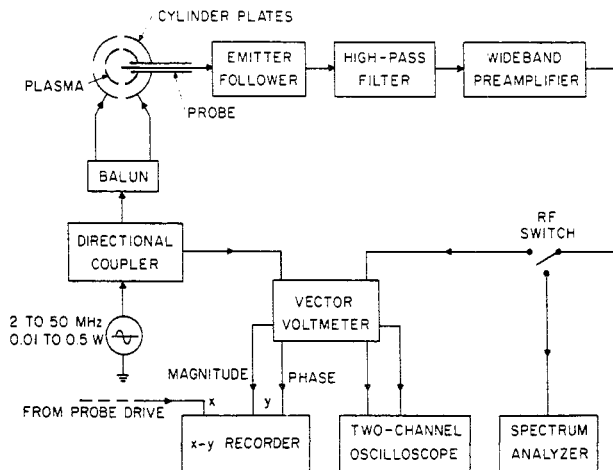 CYLINDER PLATES
PLASMA
PROBE
EMITTER
FOLLOWER
HIGH-PASS
FILTER
WIDEBAND
PREAMPLIFIER
BALUN
DIRECTIONAL
COUPLER
RF
SWITCH
VECTOR
VOLTMETER
2 TO 50 MHz
0.01 TO 0.5 W
MAGNITUDE
PHASE
x
y
FROM PROBE DRIVE
x-y RECORDER
TWO-CHANNEL
OSCILLOSCOPE
SPECTRUM
ANALYZER